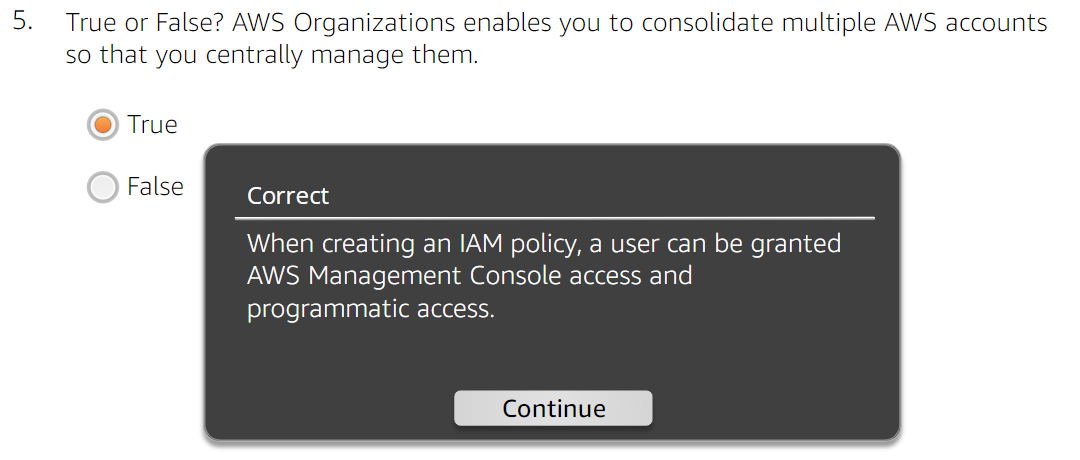 5. True or False? AWS Organizations enables you to consolidate multiple AWS accounts
so that you centrally manage them.
True
False
Correct
When creating an IAM policy, a user can be granted
AWS Management Console access and
programmatic access.
Continue